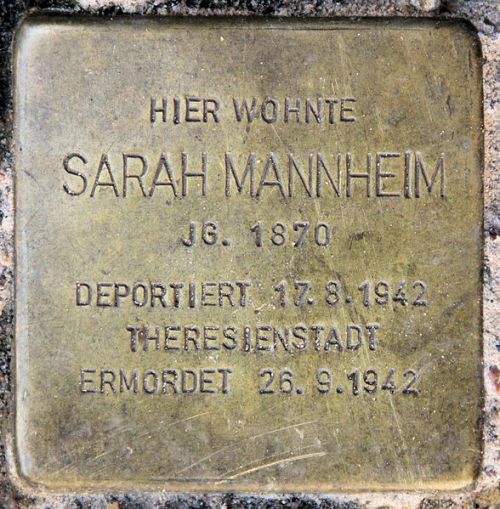 HIER WOHNTE
SARAH MANNHEIM
JG. 1870
DEPORTIERT 17.8.1942
THERESIENSTADT
ERMORDET 26.9.1942